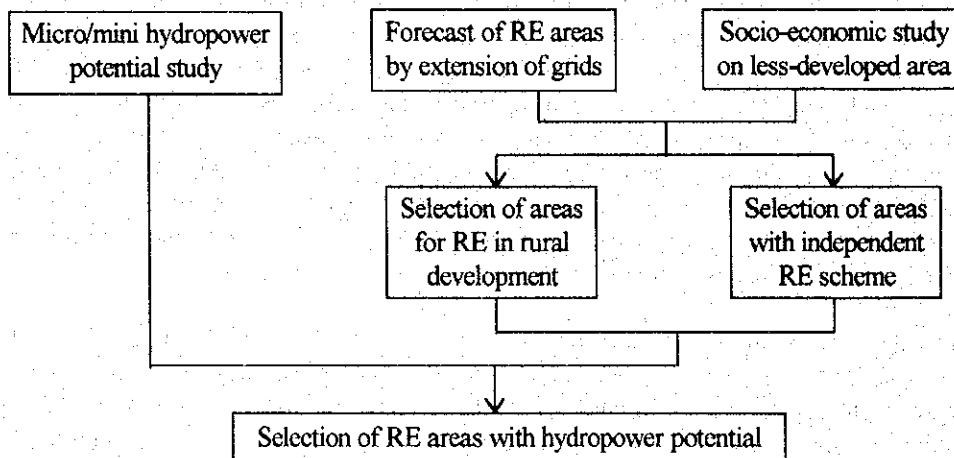 Micro/mini hydropower
potential study
Forecast of RE areas
by extension of grids
Socio-economic study
on less-developed area
Selection of areas
for RE in rural
development
Selection of areas
with independent
RE scheme
Selection of RE areas with hydropower potential